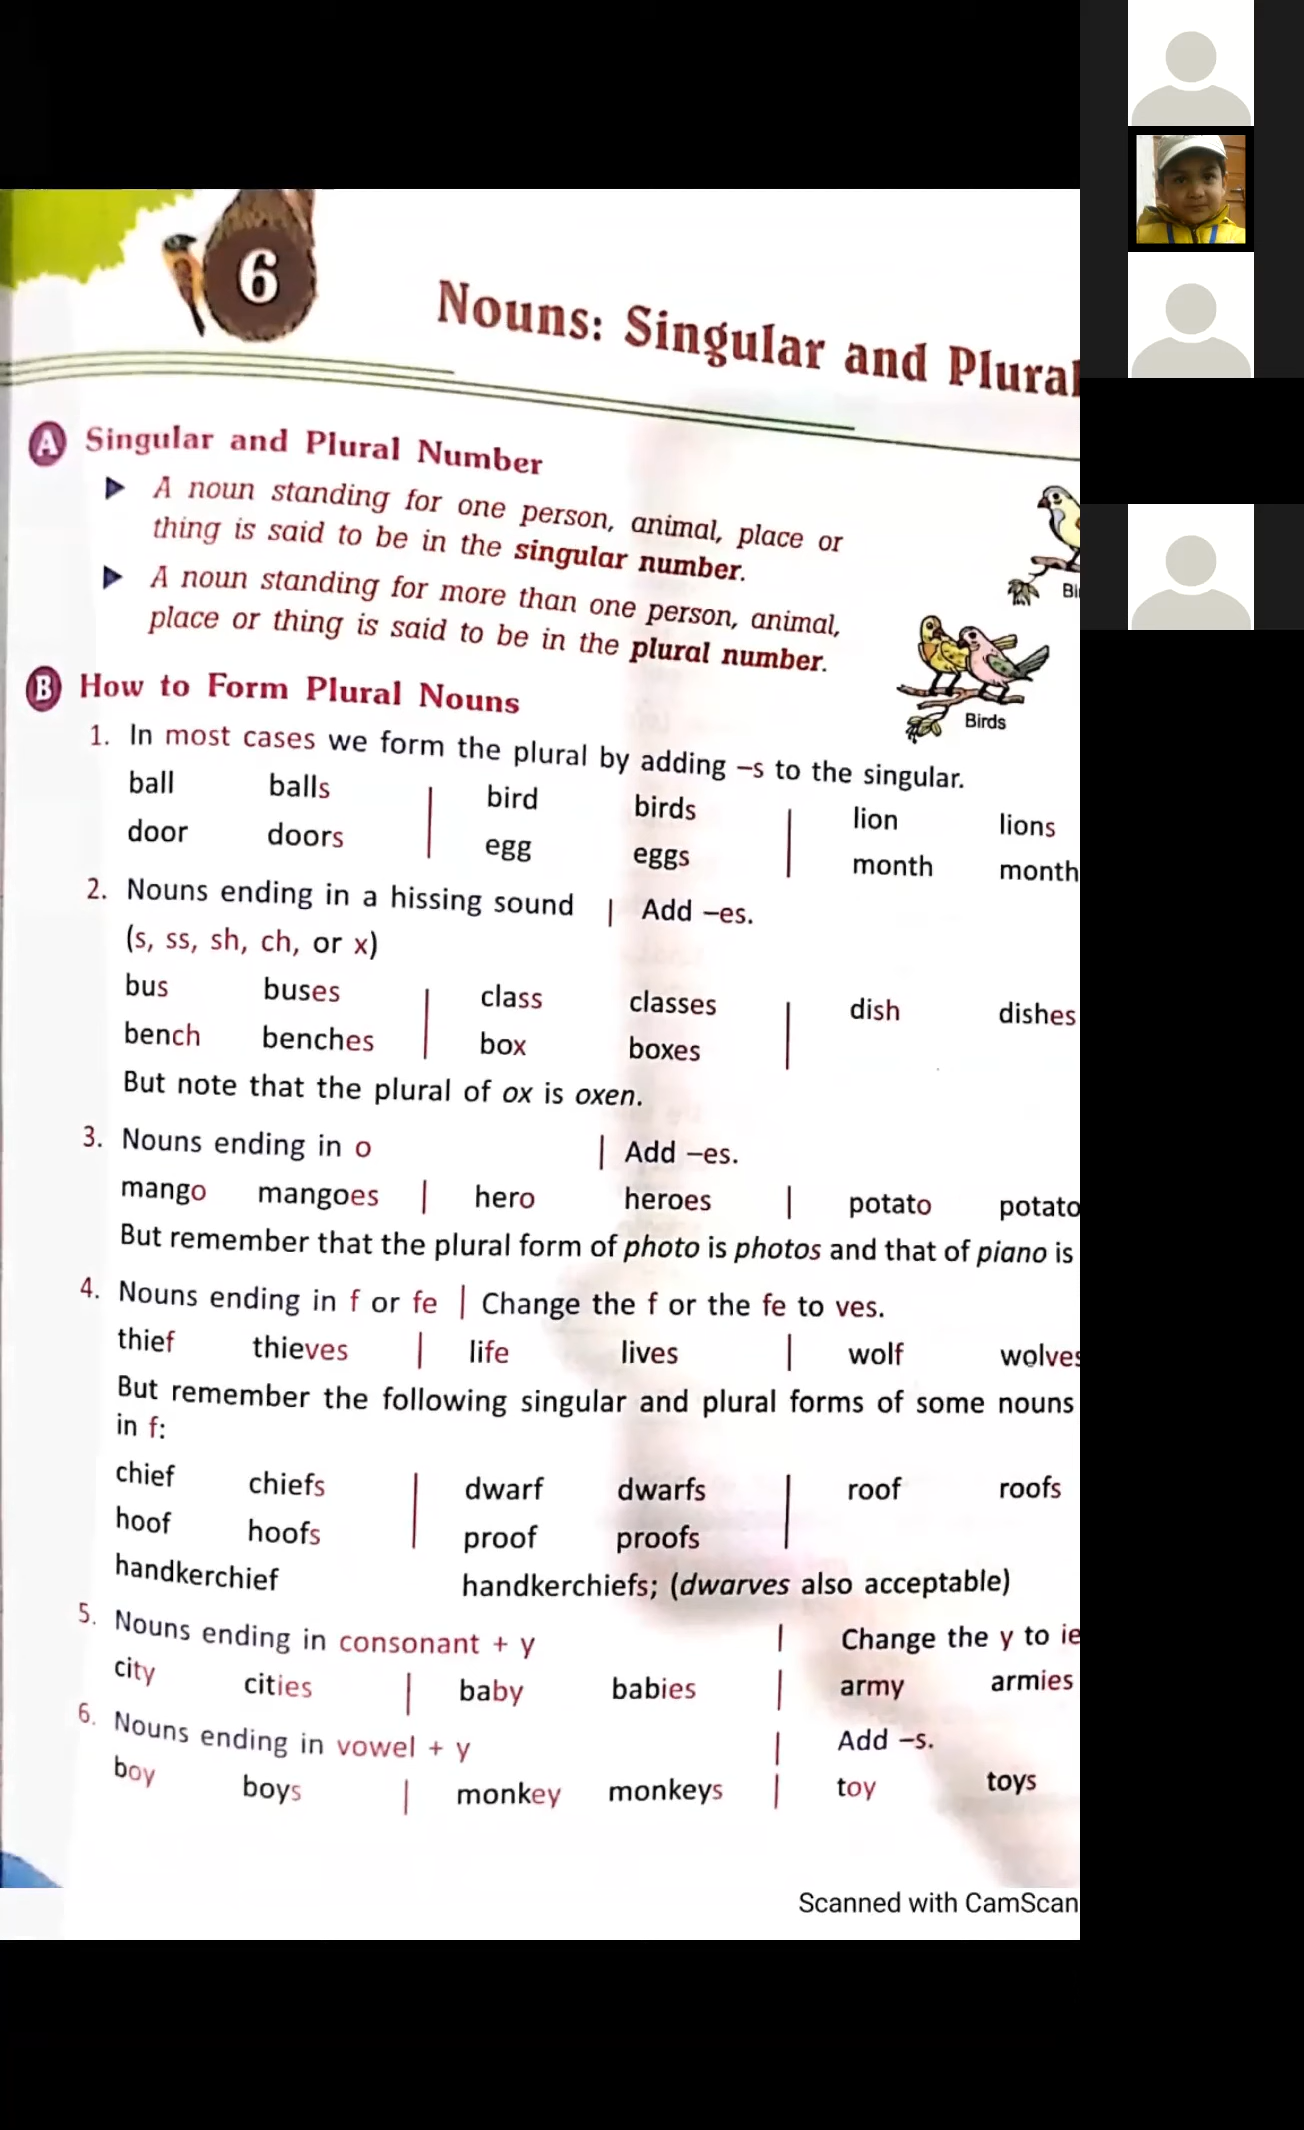 6
Nouns: Singular and Plural
A Singular and Plural Number
A noun standing for one person, animal, place or
thing is said to be in the singular number.
A noun standing for more than one person, animal,
place or thing is said to be in the plural number.
Birds
B How to Form Plural Nouns
1. In most cases we form the plural by adding –s to the singular.
ball balls | bird birds | lion lions
door doors | egg eggs | month month
2. Nouns ending in a hissing sound | Add –es.
(s, ss, sh, ch, or x)
bus buses | class classes | dish dishes
bench benches | box boxes |
But note that the plural of ox is oxen.
3. Nouns ending in o | Add –es.
mango mangoes | hero heroes | potato potato
But remember that the plural form of photo is photos and that of piano is
4. Nouns ending in f or fe | Change the f or the fe to ves.
thief thieves | life lives | wolf wolves
But remember the following singular and plural forms of some nouns
in f:
chief chiefs | dwarf dwarfs | roof roofs
hoof hoofs | proof proofs |
handkerchief handkerchiefs; (dwarves also acceptable)
5. Nouns ending in consonant + y | Change the y to ie
city cities | baby babies | army armies
6. Nouns ending in vowel + y | Add –s.
boy boys | monkey monkeys | toy toys
Scanned with CamScan